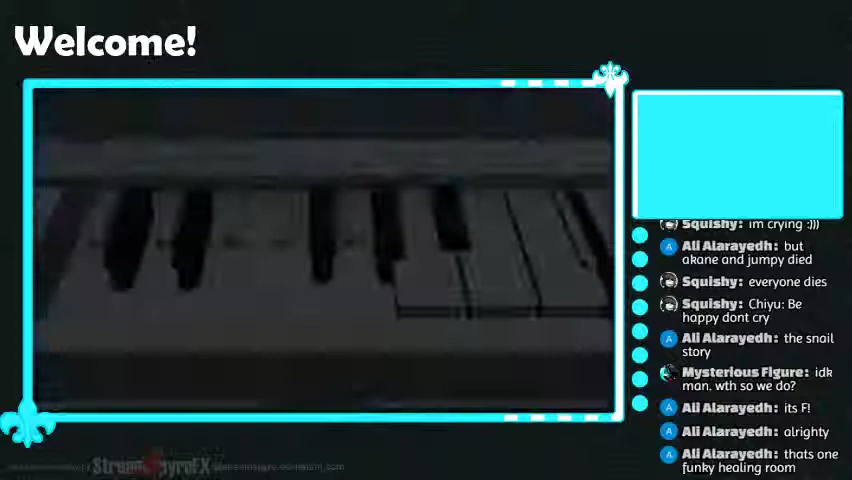 Welcome!
Squishy: im crying :)))
Ali Alarayedh: but
akane and jumpy died
Squishy: everyone dies
Squishy: Chiyu: Be
happy dont cry
Ali Alarayedh: the snail
story
Mysterious Figure: idk
man. wth so we do?
Ali Alarayedh: its F!
Ali Alarayedh: alrighty
Ali Alarayedh: thats one
funky healing room